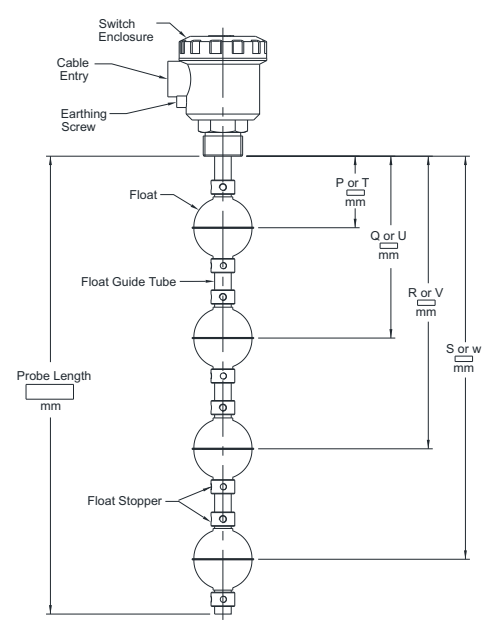 Switch
Enclosure
Cable
Entry
Earthing
Screw
P or T
mm
Float
Q or U
mm
Float Guide Tube
R or V
mm
S or w
mm
Probe Length
mm
Float Stopper